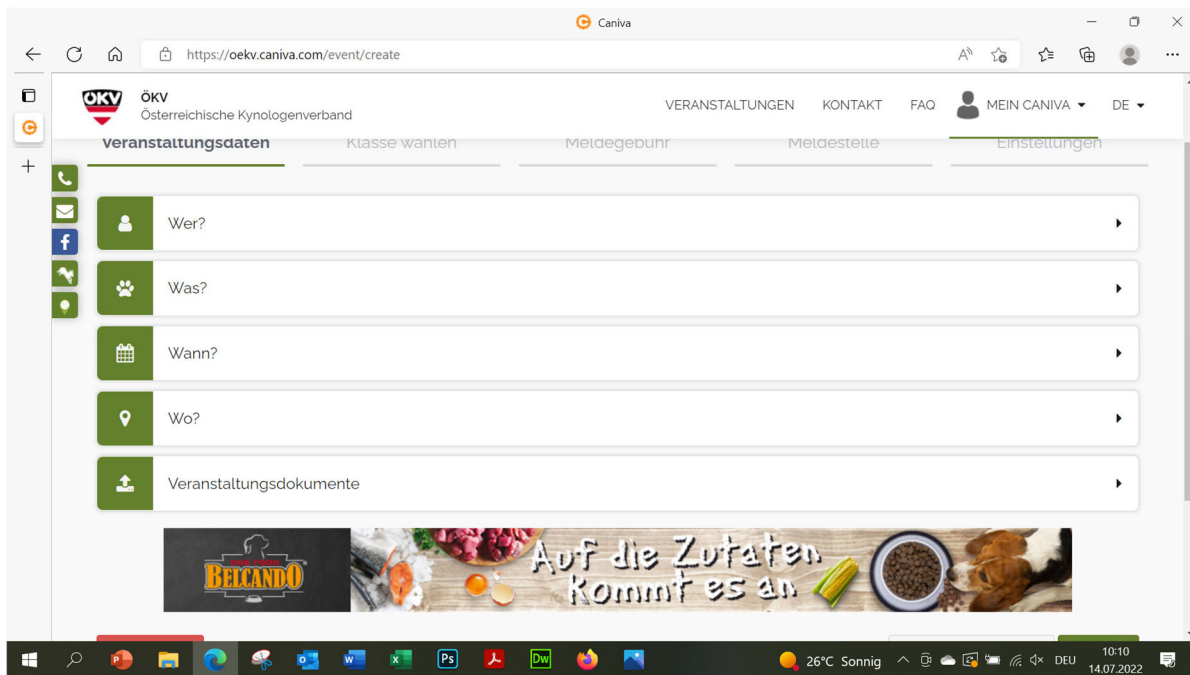 Caniva
https://oekv.caniva.com/event/create
ÖKV
ÖKV
Österreichische Kynologenverband
VERANSTALTUNGEN KONTAKT FAQ MEIN CANIVA DE
Veranstaltungsdaten Klasse wählen Meldegebühr Meldestelle Einstellungen
Wer?
Was?
Wann?
Wo?
Veranstaltungsdokumente
BELCANDO
Auf die Zutaten
kommt es an
26°C Sonnig DEU 10:10
14.07.2022